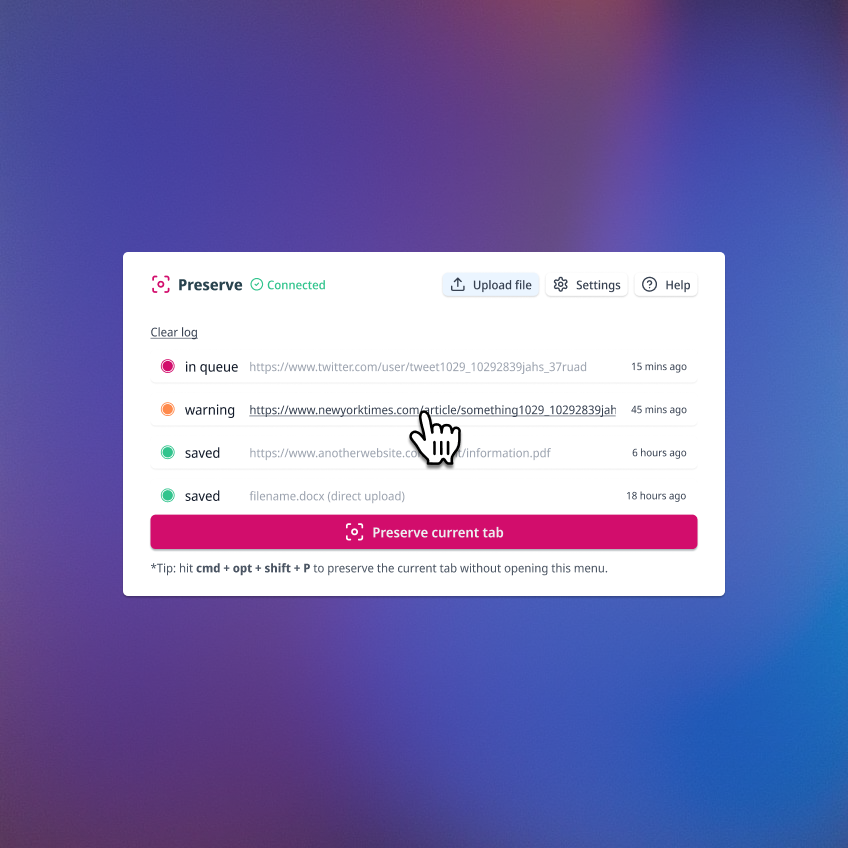 Preserve Connected Upload file Settings Help
Clear log
in queue https://www.twitter.com/user/tweet1029_10292839jahs_37ruad 15 mins ago
warning https://www.newyorktimes.com/article/something1029_10292839jah 45 mins ago
saved https://www.anotherwebsite.co /information.pdf 6 hours ago
saved filename.docx (direct upload) 18 hours ago
Preserve current tab
*Tip: hit cmd + opt + shift + P to preserve the current tab without opening this menu.